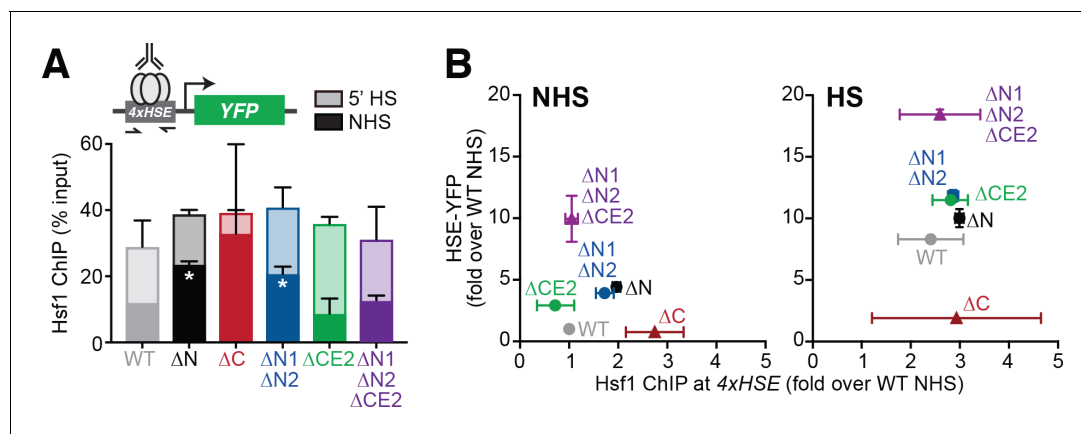 A
4xHSE
YFP
5' HS
NHS
Hsf1 ChIP (% input)
60
40
20
0
*
*
WT
ΔN
ΔC
ΔN1
ΔN2
ΔCE2
ΔN1
ΔN2
ΔCE2
B
NHS
HSE-YFP
(fold over WT NHS)
20
15
10
5
0
ΔN1
ΔN2
ΔCE2
ΔN1
ΔN2
ΔCE2
ΔN
WT
ΔC
0 1 2 3 4 5
HS
20
15
10
5
0
ΔN1
ΔN2
ΔCE2
ΔN1
ΔN2
ΔCE2
ΔN
WT
ΔC
0 1 2 3 4 5
Hsf1 ChIP at 4xHSE (fold over WT NHS)